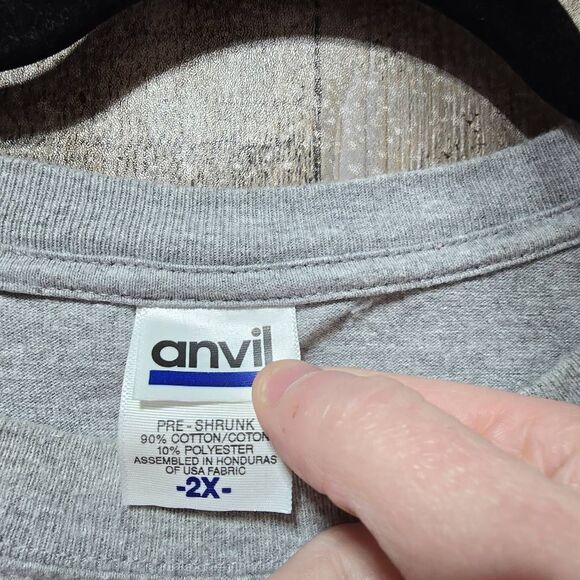 anvil
PRE-SHRUNK
90% COTTON/COTON
10% POLYESTER
ASSEMBLED IN HONDURAS
OF USA FABRIC
-2X-